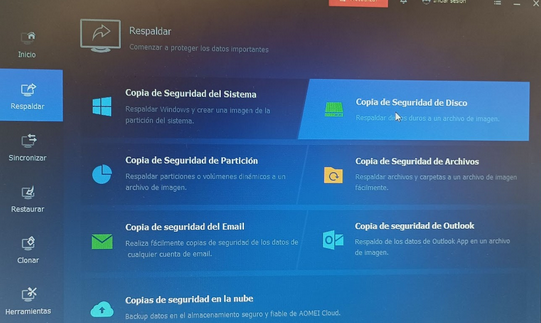 Iniciar sesión
Respaldar
Comenzar a proteger los datos importantes
Inicio
Respaldar
Sincronizar
Restaurar
Clonar
Herramientas
Copia de Seguridad del Sistema
Respaldar Windows y crear una imagen de la
partición del sistema.
Copia de Seguridad de Disco
Respaldar discos duros a un archivo de imagen.
Copia de Seguridad de Partición
Respaldar particiones o volúmenes dinámicos a un
archivo de imagen.
Copia de Seguridad de Archivos
Respaldar archivos y carpetas a un archivo de imagen
fácilmente.
Copia de seguridad del Email
Realiza fácilmente copias de seguridad de los datos de
cualquier cuenta de email.
Copia de seguridad de Outlook
Respaldo de los datos de Outlook App en un archivo
de imagen.
Copias de seguridad en la nube
Backup datos en el almacenamiento seguro y fiable de AOMEI Cloud.